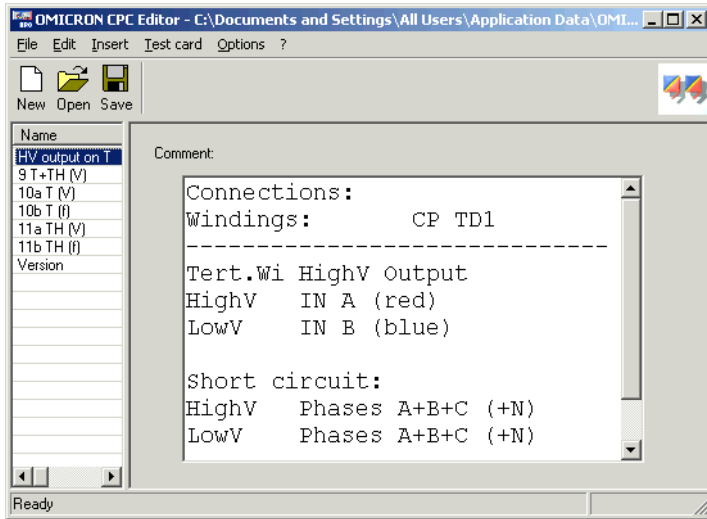 OMICRON CPC Editor - C:\Documents and Settings\All Users\Application Data\OMI...
File Edit Insert Test card Options ?
New Open Save
Name
HV output on T
9 T+TH (V)
10a T (V)
10b T (f)
11a TH (V)
11b TH (f)
Version
Comment:
Connections:
Windings: CP TD1
------------------------------
Tert.Wi HighV Output
HighV IN A (red)
LowV IN B (blue)
Short circuit:
HighV Phases A+B+C (+N)
LowV Phases A+B+C (+N)
Ready